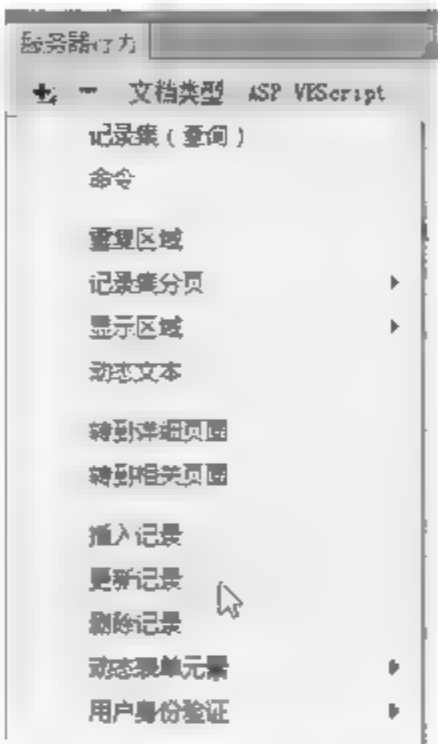 服务器行为
文档类型 ASP VBScript
记录集（查询）
命令
重复区域
记录集分页
显示区域
动态文本
转到详细页面
转到相关页面
插入记录
更新记录
删除记录
动态表单元素
用户身份验证